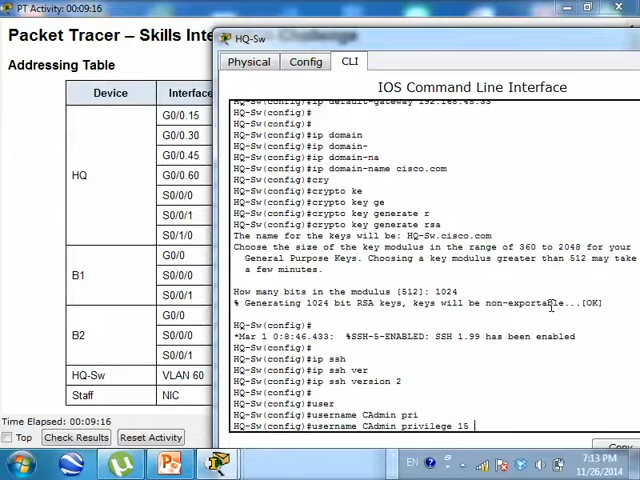 PT Activity: 00:09:16
Packet Tracer – Skills Inte
Addressing Table
Device
Interface
HQ
G0/0.15
G0/0.30
G0/0.45
G0/0.60
S0/0/0
S0/0/1
S0/1/0
B1
G0/0
S0/0/0
S0/0/1
B2
G0/0
S0/0/0
S0/0/1
HQ-Sw
VLAN 60
Staff
NIC
Time Elapsed: 00:09:16
Top
Check Results
Reset Activity
HQ-Sw
Physical
Config
CLI
IOS Command Line Interface
HQ-Sw(config)#ip default-gateway 192.168.45.33
HQ-Sw(config)#
HQ-Sw(config)#
HQ-Sw(config)#ip domain
HQ-Sw(config)#ip domain-
HQ-Sw(config)#ip domain-na
HQ-Sw(config)#ip domain-name cisco.com
HQ-Sw(config)#cry
HQ-Sw(config)#crypto ke
HQ-Sw(config)#crypto key ge
HQ-Sw(config)#crypto key generate r
HQ-Sw(config)#crypto key generate rsa
The name for the keys will be: HQ-Sw.cisco.com
Choose the size of the key modulus in the range of 360 to 2048 for your
General Purpose Keys. Choosing a key modulus greater than 512 may take
a few minutes.
How many bits in the modulus [512]: 1024
% Generating 1024 bit RSA keys, keys will be non-exportable...[OK]
HQ-Sw(config)#
*Mar 1 0:8:46.433: %SSH-5-ENABLED: SSH 1.99 has been enabled
HQ-Sw(config)#
HQ-Sw(config)#ip ssh
HQ-Sw(config)#ip ssh ver
HQ-Sw(config)#ip ssh version 2
HQ-Sw(config)#user
HQ-Sw(config)#username CAdmin pri
HQ-Sw(config)#username CAdmin privilege 15
Copy
EN
7:13 PM
11/26/2014